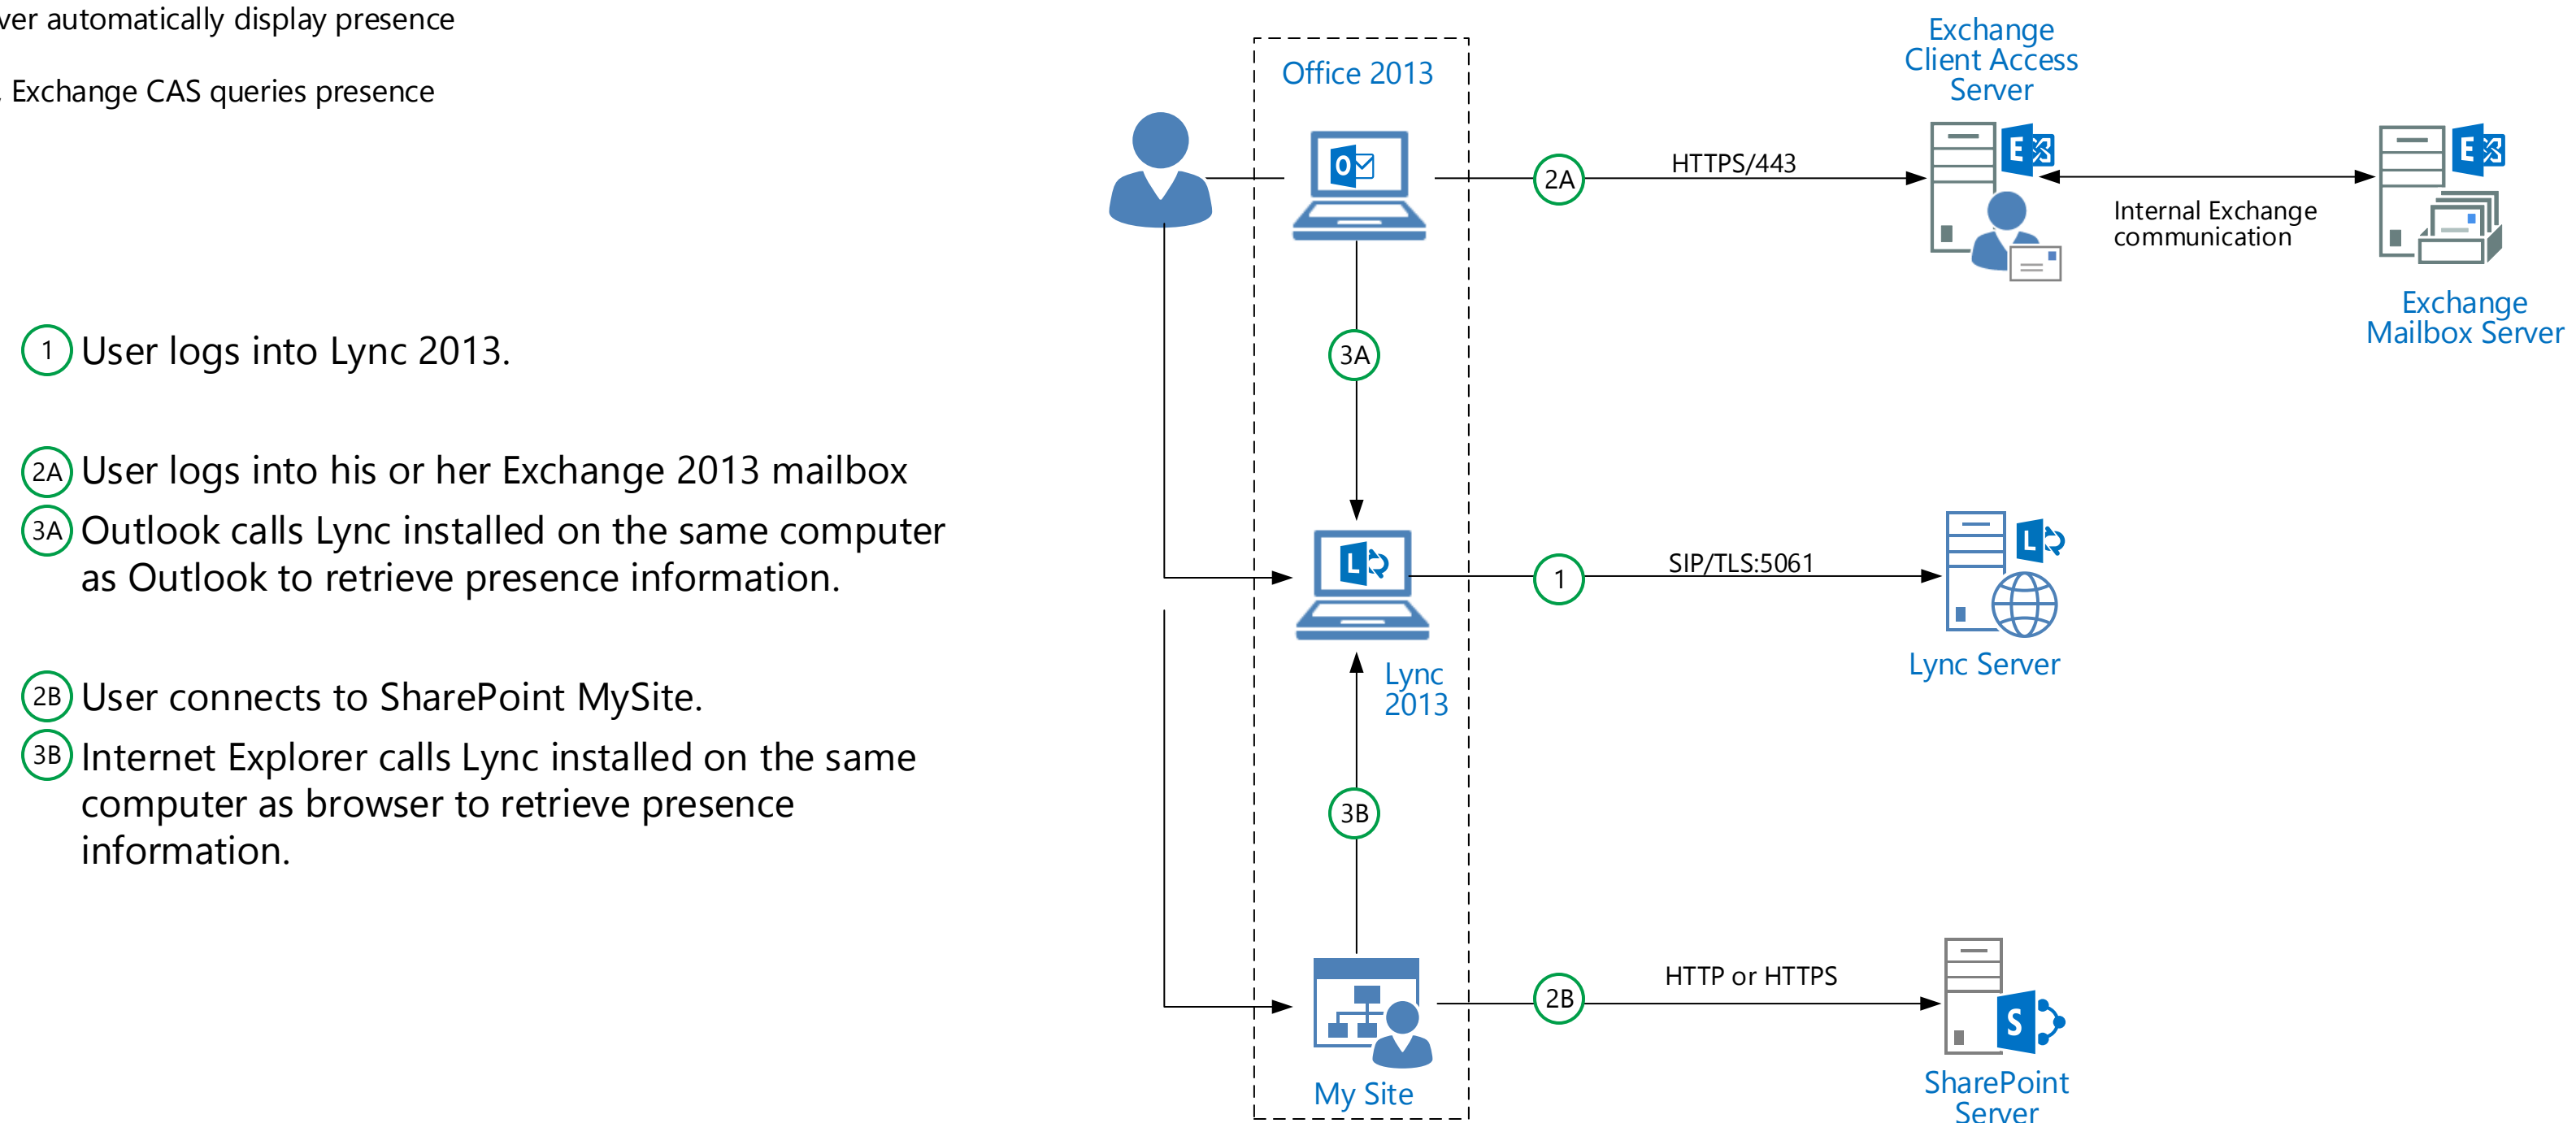 ver automatically display presence
, Exchange CAS queries presence
1 User logs into Lync 2013.
2A User logs into his or her Exchange 2013 mailbox
3A Outlook calls Lync installed on the same computer
as Outlook to retrieve presence information.
2B User connects to SharePoint MySite.
3B Internet Explorer calls Lync installed on the same
computer as browser to retrieve presence
information.
Office 2013
O
2A
HTTPS/443
Exchange
Client Access
Server
E
Internal Exchange
communication
E
Exchange
Mailbox Server
3A
L
Lync
2013
1
SIP/TLS:5061
L
Lync Server
3B
My Site
2B
HTTP or HTTPS
S
SharePoint
Server